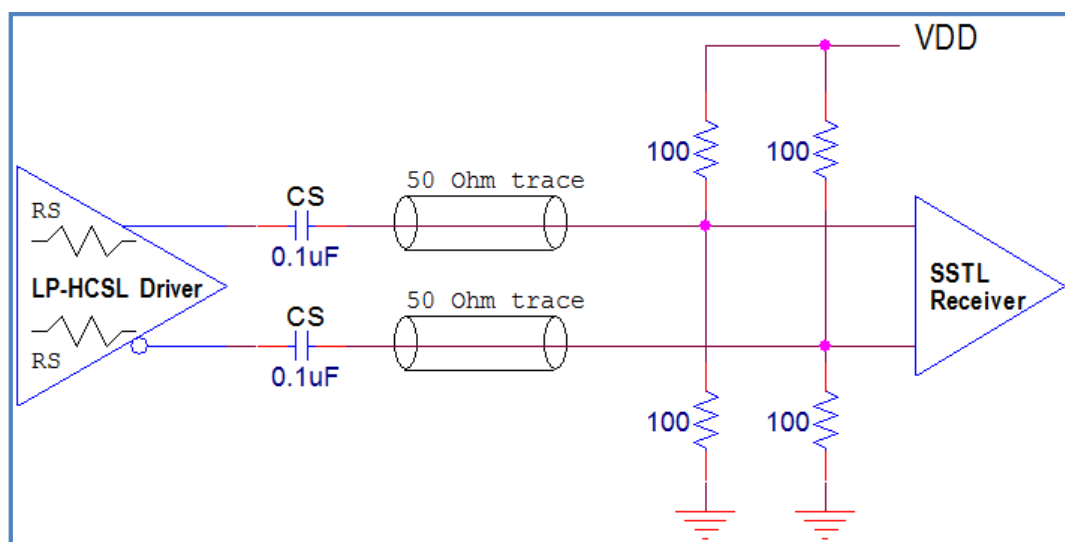 VDD
100
100
50 Ohm trace
CS
0.1uF
RS
LP-HCSL Driver
RS
50 Ohm trace
CS
0.1uF
SSTL
Receiver
100
100